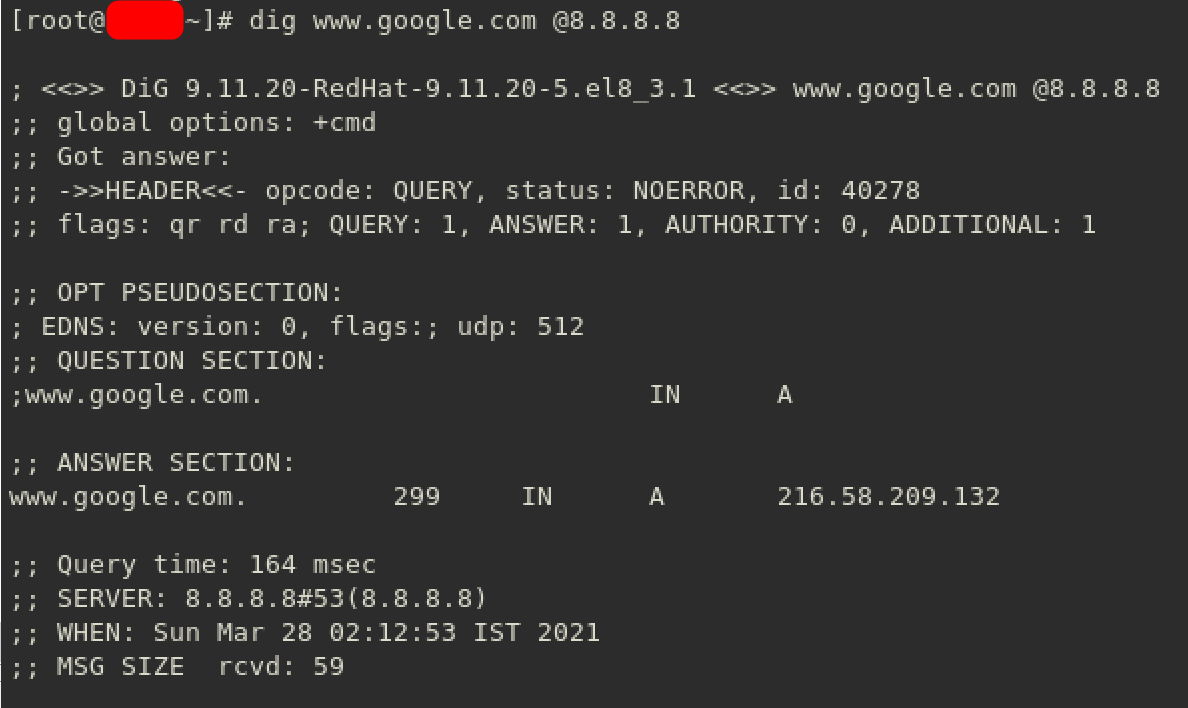 [root@ ~]# dig www.google.com @8.8.8.8
; <<>> DiG 9.11.20-RedHat-9.11.20-5.el8_3.1 <<>> www.google.com @8.8.8.8
;; global options: +cmd
;; Got answer:
;; ->>HEADER<<- opcode: QUERY, status: NOERROR, id: 40278
;; flags: qr rd ra; QUERY: 1, ANSWER: 1, AUTHORITY: 0, ADDITIONAL: 1
;; OPT PSEUDOSECTION:
; EDNS: version: 0, flags:; udp: 512
;; QUESTION SECTION:
;www.google.com. IN A
;; ANSWER SECTION:
www.google.com. 299 IN A 216.58.209.132
;; Query time: 164 msec
;; SERVER: 8.8.8.8#53(8.8.8.8)
;; WHEN: Sun Mar 28 02:12:53 IST 2021
;; MSG SIZE  rcvd: 59